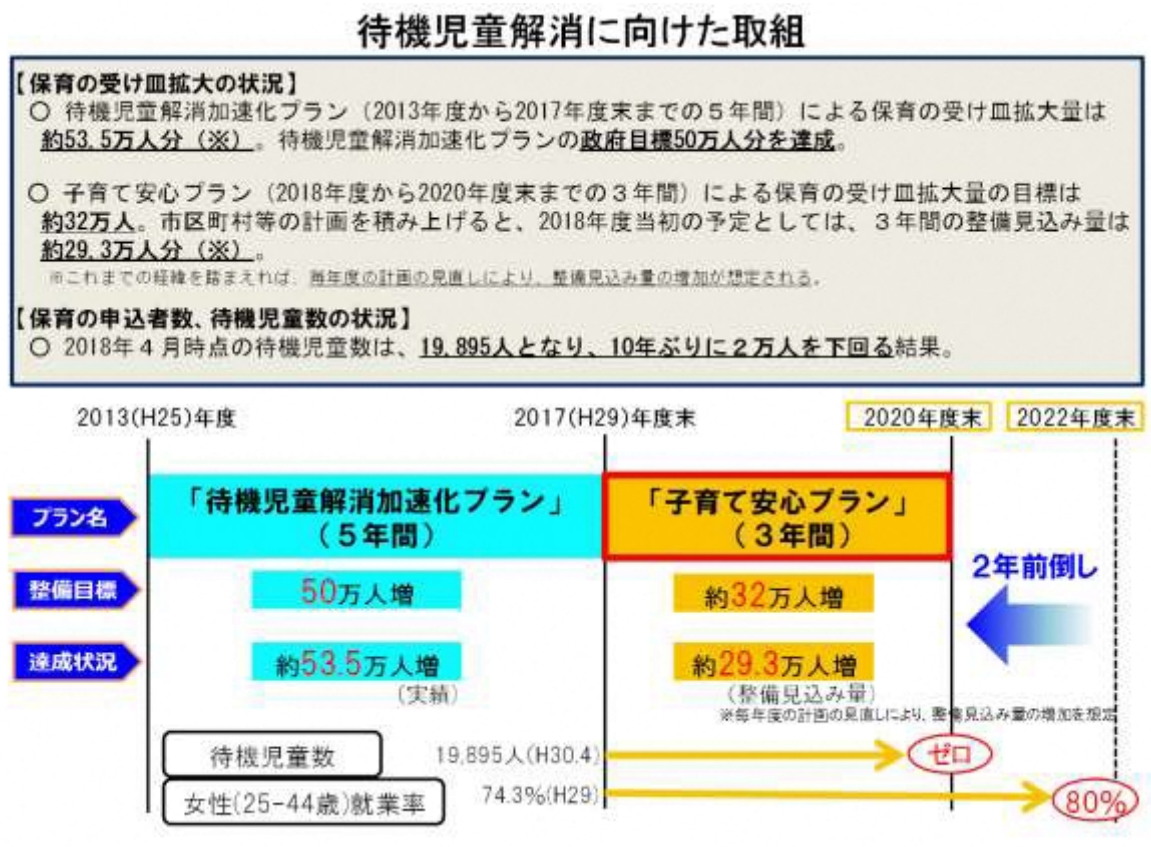 待機児童解消に向けた取組
【保育の受け皿拡大の状況】
○ 待機児童解消加速化プラン（2013年度から2017年度末までの５年間）による保育の受け皿拡大量は
約53.5万人分（※）。待機児童解消加速化プランの政府目標50万人分を達成。
○ 子育て安心プラン（2018年度から2020年度末までの３年間）による保育の受け皿拡大量の目標は
約32万人。市区町村等の計画を積み上げると、2018年度当初の予定としては、３年間の整備見込み量は
約29.3万人分（※）。
※これまでの経緯を踏まえれば、毎年度の計画の見直しにより、整備見込み量の増加が想定される。
【保育の申込者数、待機児童数の状況】
○ 2018年４月時点の待機児童数は、19,895人となり、10年ぶりに２万人を下回る結果。
2013(H25)年度 2017(H29)年度末 2020年度末 2022年度末
プラン名 「待機児童解消加速化プラン」 「子育て安心プラン」
（５年間） （３年間）
2年前倒し
整備目標 50万人増 約32万人増
達成状況 約53.5万人増 約29.3万人増
（実績） （整備見込み量）
※毎年度の計画の見直しにより、整備見込み量の増加を想定
待機児童数 19,895人(H30.4) ゼロ
女性(25-44歳)就業率 74.3%(H29) 80%